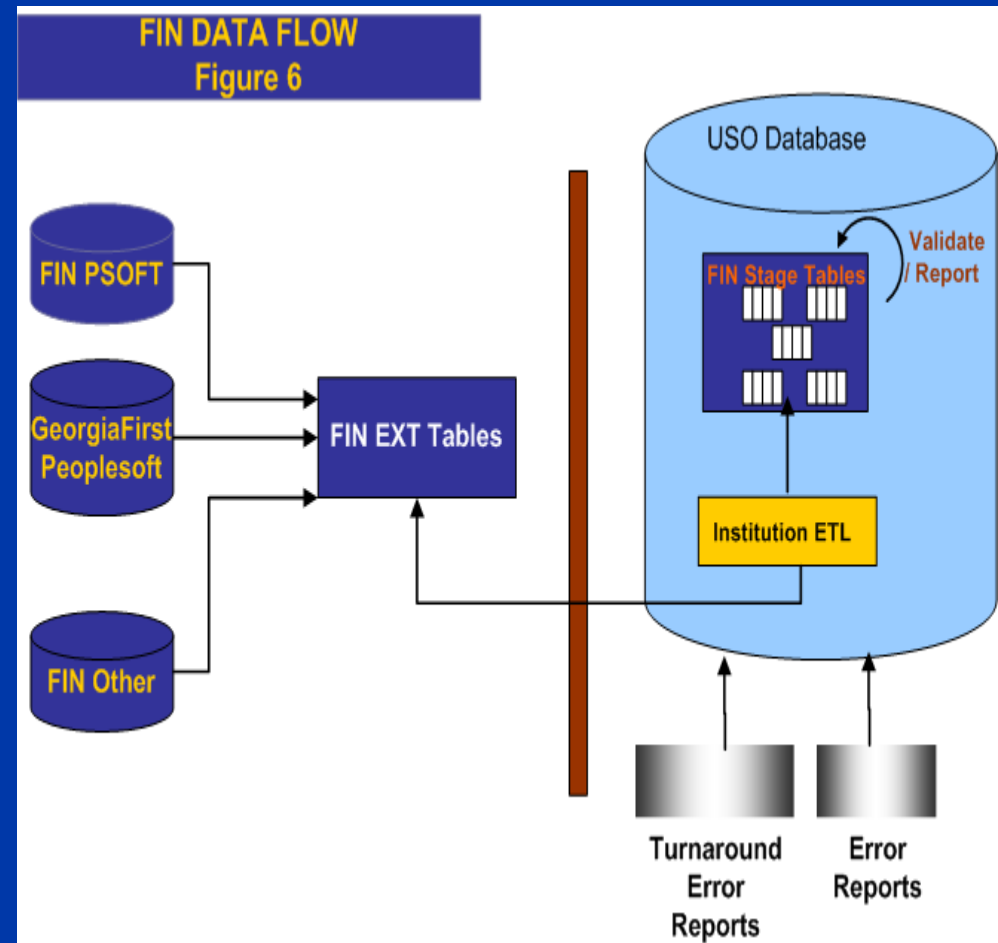 FIN DATA FLOW
Figure 6
USO Database
Validate
/ Report
FIN Stage Tables
FIN PSOFT
GeorgiaFirst
Peoplesoft
FIN EXT Tables
Institution ETL
FIN Other
Turnaround
Error
Reports
Error
Reports